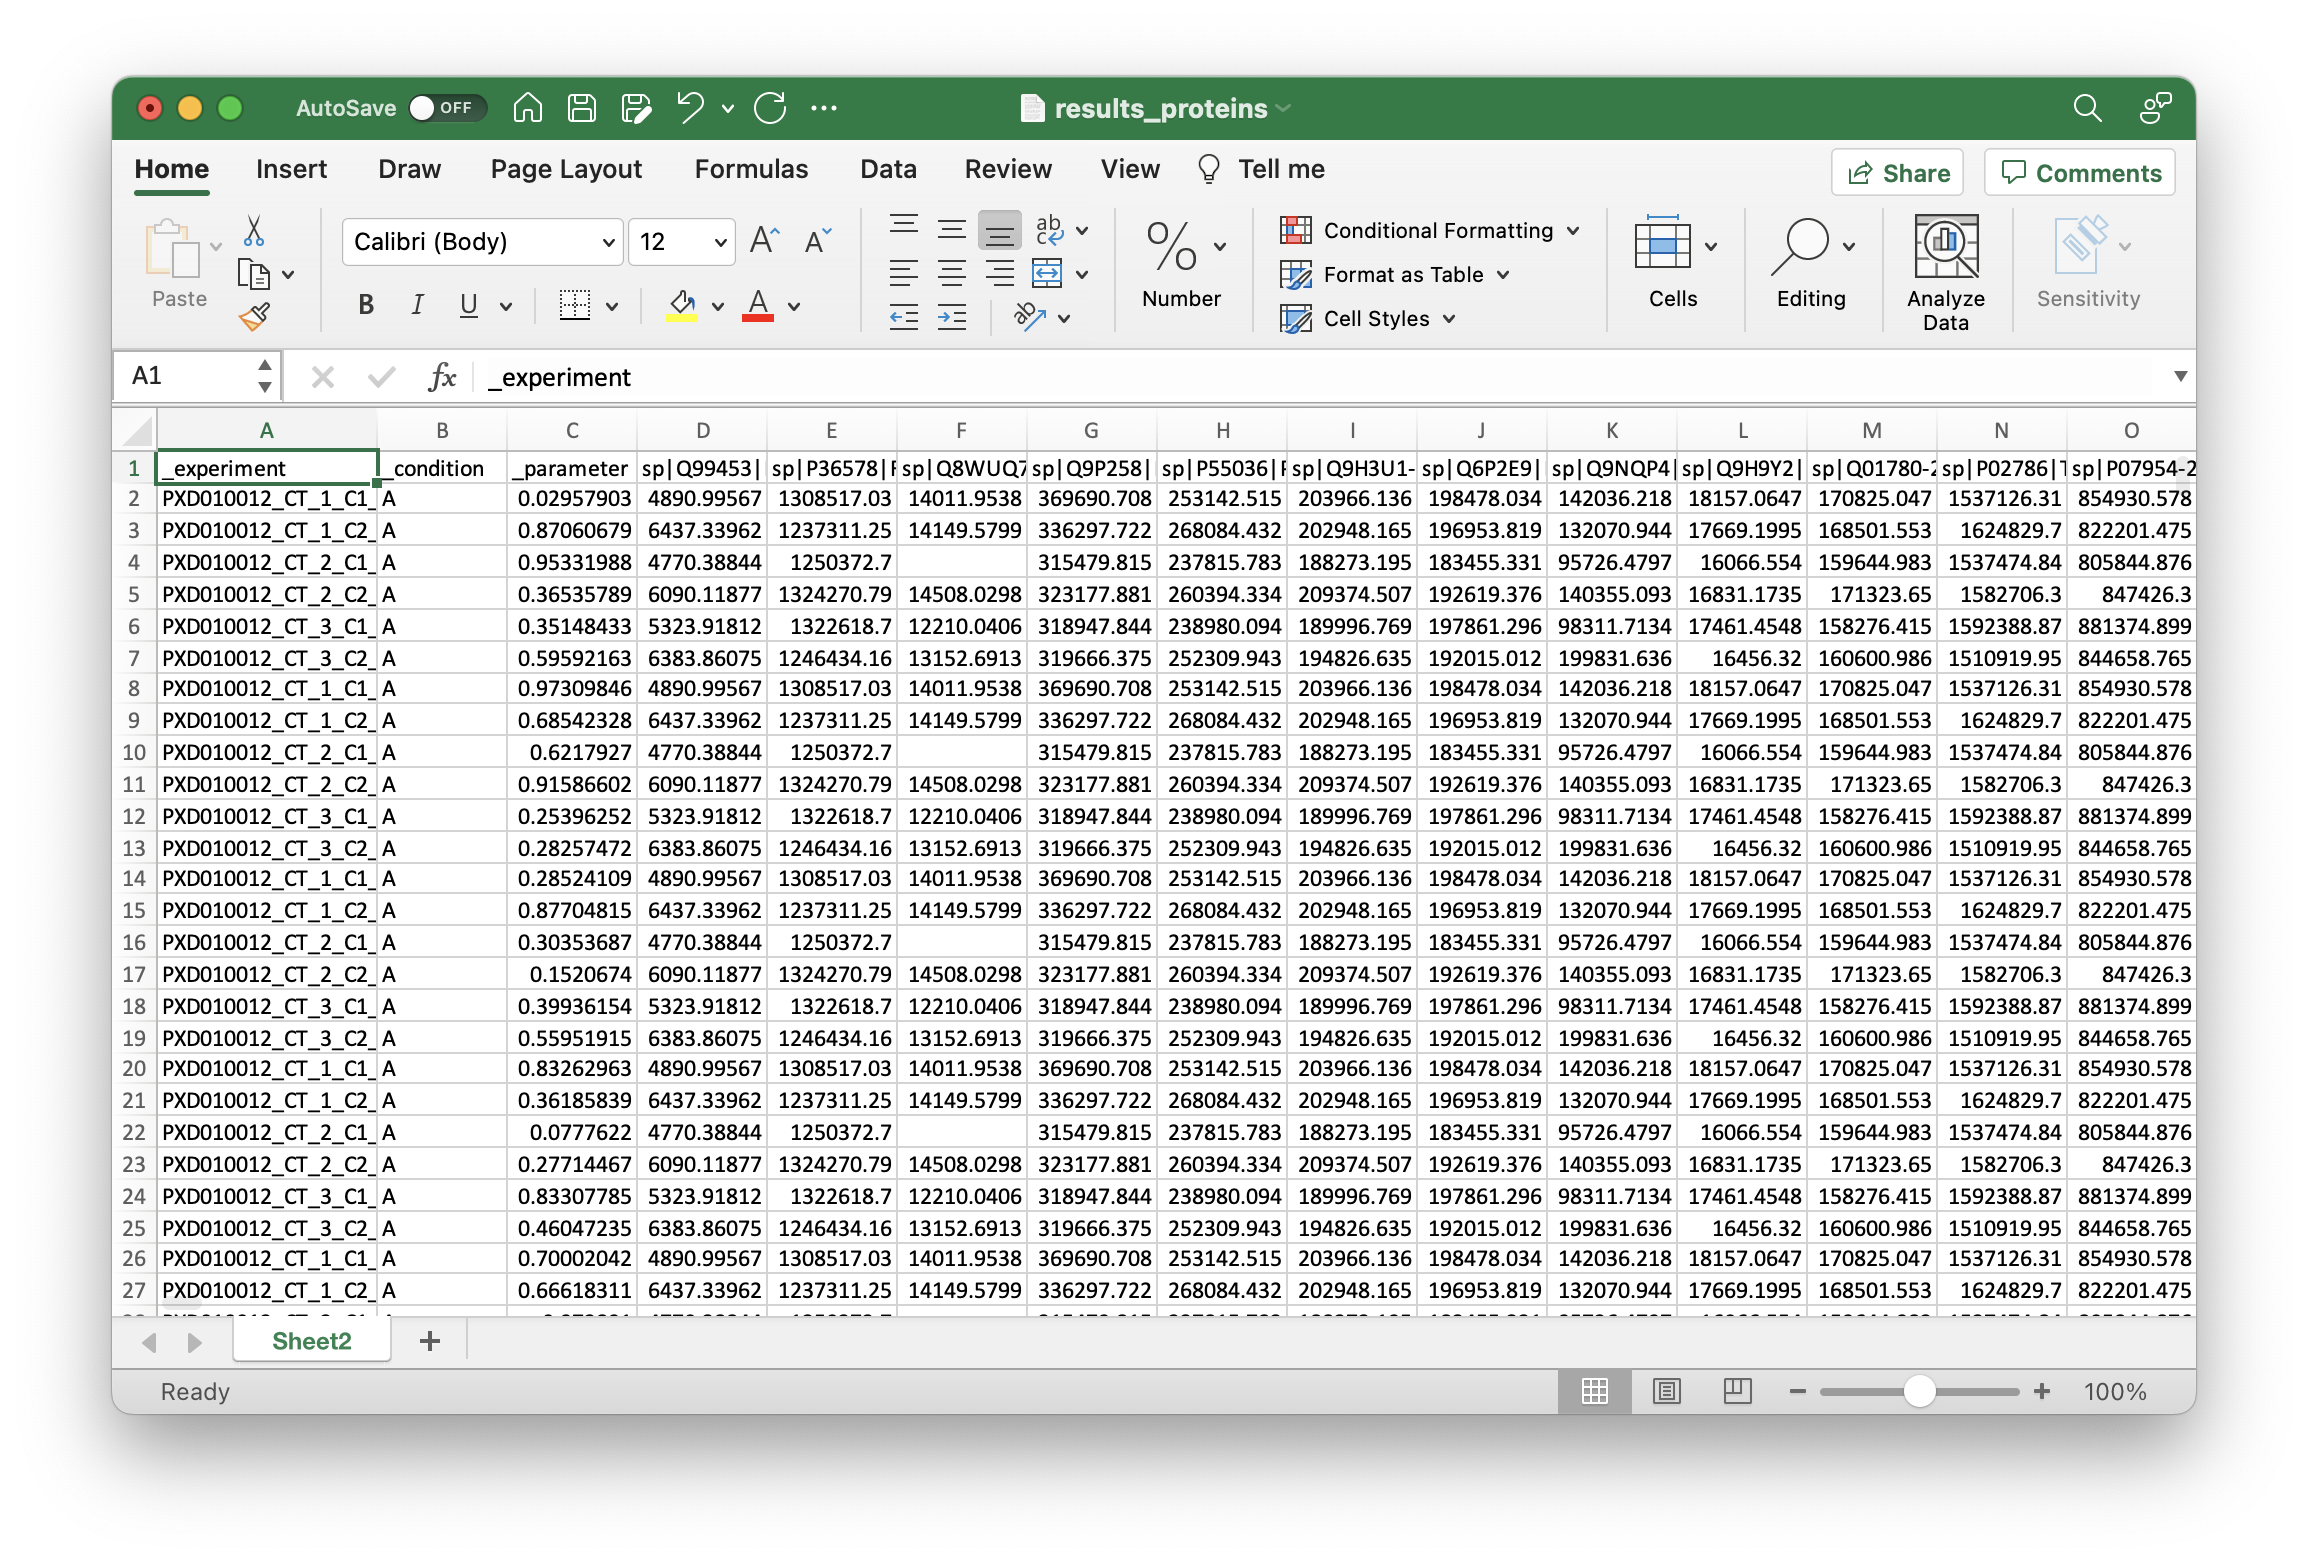 AutoSave OFF results_proteins
Home Insert Draw Page Layout Formulas Data Review View Tell me Share Comments
Paste Calibri (Body) 12 B I U Number Conditional Formatting Format as Table Cell Styles Cells Editing Analyze Data Sensitivity
A1 fx _experiment
A B C D E F G H I J K L M N O
1 _experiment _condition _parameter sp|Q99453| sp|P36578| sp|Q8WUQ7 sp|Q9P258| sp|P55036| sp|Q9H3U1- sp|Q6P2E9| sp|Q9NQP4| sp|Q9H9Y2| sp|Q01780-2 sp|P02786| sp|P07954-2
2 PXD010012_CT_1_C1_ A 0.02957903 4890.99567 1308517.03 14011.9538 369690.708 253142.515 203966.136 198478.034 142036.218 18157.0647 170825.047 1537126.31 854930.578
3 PXD010012_CT_1_C2_ A 0.87060679 6437.33962 1237311.25 14149.5799 336297.722 268084.432 202948.165 196953.819 132070.944 17669.1995 168501.553 1624829.7 822201.475
4 PXD010012_CT_2_C1_ A 0.95331988 4770.38844 1250372.7 315479.815 237815.783 188273.195 183455.331 95726.4797 16066.554 159644.983 1537474.84 805844.876
5 PXD010012_CT_2_C2_ A 0.36535789 6090.11877 1324270.79 14508.0298 323177.881 260394.334 209374.507 192619.376 140355.093 16831.1735 171323.65 1582706.3 847426.3
6 PXD010012_CT_3_C1_ A 0.35148433 5323.91812 1322618.7 12210.0406 318947.844 238980.094 189996.769 197861.296 98311.7134 17461.4548 158276.415 1592388.87 881374.899
7 PXD010012_CT_3_C2_ A 0.59592163 6383.86075 1246434.16 13152.6913 319666.375 252309.943 194826.635 192015.012 199831.636 16456.32 160600.986 1510919.95 844658.765
8 PXD010012_CT_1_C1_ A 0.97309846 4890.99567 1308517.03 14011.9538 369690.708 253142.515 203966.136 198478.034 142036.218 18157.0647 170825.047 1537126.31 854930.578
9 PXD010012_CT_1_C2_ A 0.68542328 6437.33962 1237311.25 14149.5799 336297.722 268084.432 202948.165 196953.819 132070.944 17669.1995 168501.553 1624829.7 822201.475
10 PXD010012_CT_2_C1_ A 0.6217927 4770.38844 1250372.7 315479.815 237815.783 188273.195 183455.331 95726.4797 16066.554 159644.983 1537474.84 805844.876
11 PXD010012_CT_2_C2_ A 0.91586602 6090.11877 1324270.79 14508.0298 323177.881 260394.334 209374.507 192619.376 140355.093 16831.1735 171323.65 1582706.3 847426.3
12 PXD010012_CT_3_C1_ A 0.25396252 5323.91812 1322618.7 12210.0406 318947.844 238980.094 189996.769 197861.296 98311.7134 17461.4548 158276.415 1592388.87 881374.899
13 PXD010012_CT_3_C2_ A 0.28257472 6383.86075 1246434.16 13152.6913 319666.375 252309.943 194826.635 192015.012 199831.636 16456.32 160600.986 1510919.95 844658.765
14 PXD010012_CT_1_C1_ A 0.28524109 4890.99567 1308517.03 14011.9538 369690.708 253142.515 203966.136 198478.034 142036.218 18157.0647 170825.047 1537126.31 854930.578
15 PXD010012_CT_1_C2_ A 0.87704815 6437.33962 1237311.25 14149.5799 336297.722 268084.432 202948.165 196953.819 132070.944 17669.1995 168501.553 1624829.7 822201.475
16 PXD010012_CT_2_C1_ A 0.30353687 4770.38844 1250372.7 315479.815 237815.783 188273.195 183455.331 95726.4797 16066.554 159644.983 1537474.84 805844.876
17 PXD010012_CT_2_C2_ A 0.1520674 6090.11877 1324270.79 14508.0298 323177.881 260394.334 209374.507 192619.376 140355.093 16831.1735 171323.65 1582706.3 847426.3
18 PXD010012_CT_3_C1_ A 0.39936154 5323.91812 1322618.7 12210.0406 318947.844 238980.094 189996.769 197861.296 98311.7134 17461.4548 158276.415 1592388.87 881374.899
19 PXD010012_CT_3_C2_ A 0.55951915 6383.86075 1246434.16 13152.6913 319666.375 252309.943 194826.635 192015.012 199831.636 16456.32 160600.986 1510919.95 844658.765
20 PXD010012_CT_1_C1_ A 0.83262963 4890.99567 1308517.03 14011.9538 369690.708 253142.515 203966.136 198478.034 142036.218 18157.0647 170825.047 1537126.31 854930.578
21 PXD010012_CT_1_C2_ A 0.36185839 6437.33962 1237311.25 14149.5799 336297.722 268084.432 202948.165 196953.819 132070.944 17669.1995 168501.553 1624829.7 822201.475
22 PXD010012_CT_2_C1_ A 0.0777622 4770.38844 1250372.7 315479.815 237815.783 188273.195 183455.331 95726.4797 16066.554 159644.983 1537474.84 805844.876
23 PXD010012_CT_2_C2_ A 0.27714467 6090.11877 1324270.79 14508.0298 323177.881 260394.334 209374.507 192619.376 140355.093 16831.1735 171323.65 1582706.3 847426.3
24 PXD010012_CT_3_C1_ A 0.83307785 5323.91812 1322618.7 12210.0406 318947.844 238980.094 189996.769 197861.296 98311.7134 17461.4548 158276.415 1592388.87 881374.899
25 PXD010012_CT_3_C2_ A 0.46047235 6383.86075 1246434.16 13152.6913 319666.375 252309.943 194826.635 192015.012 199831.636 16456.32 160600.986 1510919.95 844658.765
26 PXD010012_CT_1_C1_ A 0.70002042 4890.99567 1308517.03 14011.9538 369690.708 253142.515 203966.136 198478.034 142036.218 18157.0647 170825.047 1537126.31 854930.578
27 PXD010012_CT_1_C2_ A 0.66618311 6437.33962 1237311.25 14149.5799 336297.722 268084.432 202948.165 196953.819 132070.944 17669.1995 168501.553 1624829.7 822201.475
Sheet2
Ready 100%